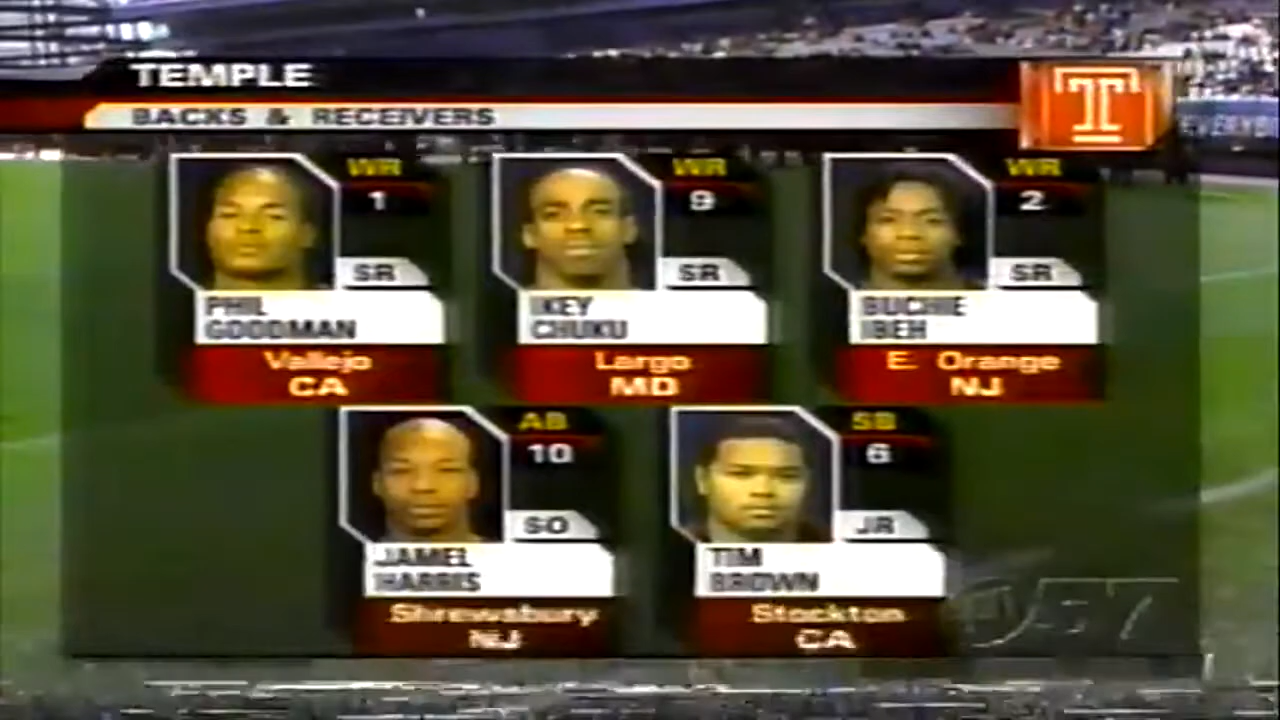 TEMPLE
T
BACKS & RECEIVERS
WR
1
SR
PHIL
GOODMAN
Vallejo
CA
WR
9
SR
IKEY
CHUKU
Largo
MD
WR
2
SR
BUCHIE
IBEH
E. Orange
NJ
AB
10
SO
JAMEL
HARRIS
Shrewsbury
NJ
SB
6
JR
TIM
BROWN
Stockton
CA
57